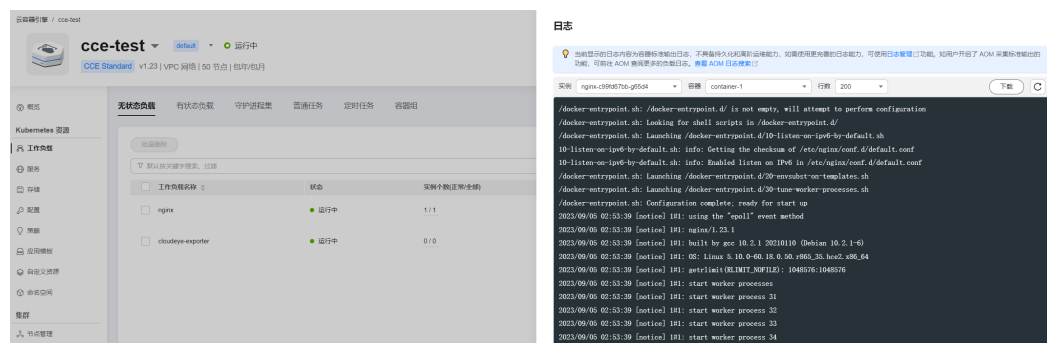 云容器引擎 / cce-test
cce-test default 运行中
CCE Standard v1.23 | VPC 网络 | 50 节点 | 包年/包月
概览
Kubernetes 资源
工作负载
服务
存储
配置
策略
应用模板
自定义资源
命名空间
集群
节点管理
无状态负载 有状态负载 守护进程集 普通任务 定时任务 容器组
批量删除
默认按关键字搜索、过滤
工作负载名称 状态 实例个数(正常/全部)
nginx 运行中 1 / 1
cloudeye-exporter 运行中 0 / 0
日志
当前显示的日志内容为容器标准输出日志，不具备持久化和高阶运维能力，如需使用更完善的日志能力，可使用日志管理功能。如用户开启了 AOM 采集标准输出的
功能，可前往 AOM 查阅更多的负载日志。查看 AOM 日志搜索
实例 nginx-c99fd67bb-g65d4 容器 container-1 行数 200 下载
/docker-entrypoint.sh: /docker-entrypoint.d/ is not empty, will attempt to perform configuration
/docker-entrypoint.sh: Looking for shell scripts in /docker-entrypoint.d/
/docker-entrypoint.sh: Launching /docker-entrypoint.d/10-listen-on-ipv6-by-default.sh
10-listen-on-ipv6-by-default.sh: info: Getting the checksum of /etc/nginx/conf.d/default.conf
10-listen-on-ipv6-by-default.sh: info: Enabled listen on IPv6 in /etc/nginx/conf.d/default.conf
/docker-entrypoint.sh: Launching /docker-entrypoint.d/20-envsubst-on-templates.sh
/docker-entrypoint.sh: Launching /docker-entrypoint.d/30-tune-worker-processes.sh
/docker-entrypoint.sh: Configuration complete; ready for start up
2023/09/05 02:53:39 [notice] 1#1: using the "epoll" event method
2023/09/05 02:53:39 [notice] 1#1: nginx/1.23.1
2023/09/05 02:53:39 [notice] 1#1: built by gcc 10.2.1 20210110 (Debian 10.2.1-6)
2023/09/05 02:53:39 [notice] 1#1: OS: Linux 5.10.0-60.18.0.50.r865_35.hce2.x86_64
2023/09/05 02:53:39 [notice] 1#1: getrlimit(RLIMIT_NOFILE): 1048576:1048576
2023/09/05 02:53:39 [notice] 1#1: start worker processes
2023/09/05 02:53:39 [notice] 1#1: start worker process 31
2023/09/05 02:53:39 [notice] 1#1: start worker process 32
2023/09/05 02:53:39 [notice] 1#1: start worker process 33
2023/09/05 02:53:39 [notice] 1#1: start worker process 34